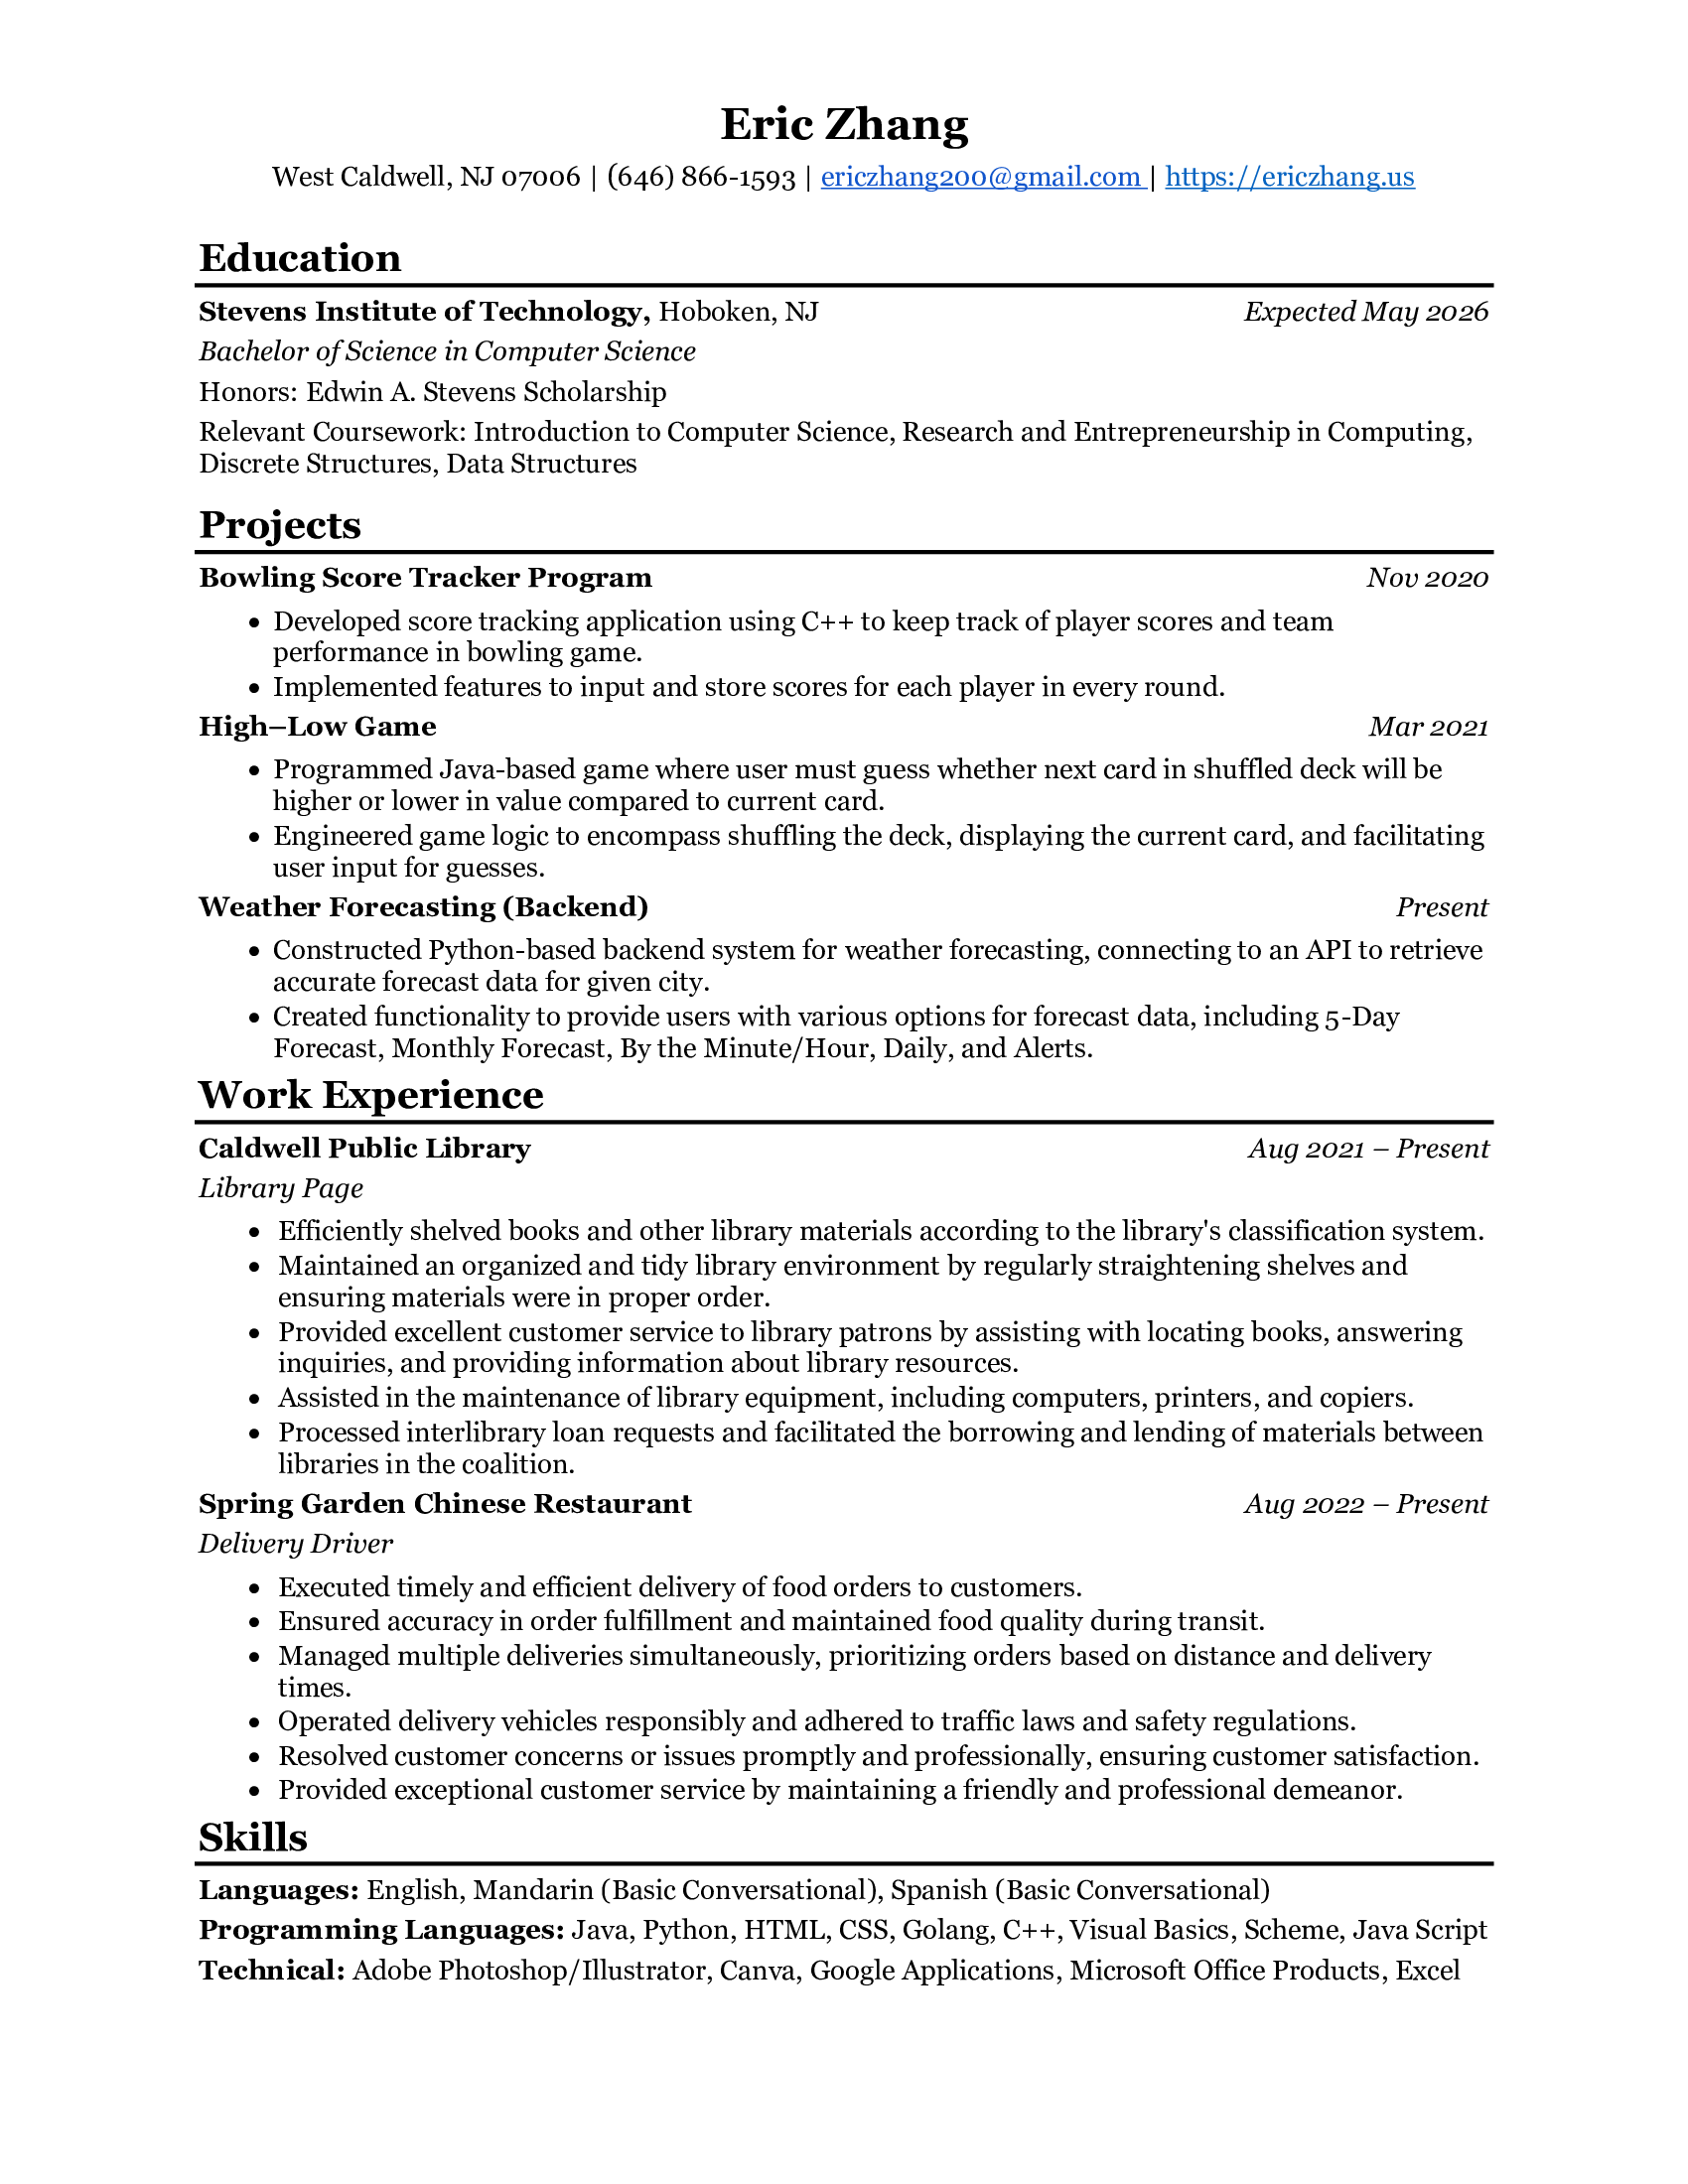 Eric Zhang
West Caldwell, NJ 07006 | (646) 866-1593 | ericzhang200@gmail.com | https://ericzhang.us
Education
Stevens Institute of Technology, Hoboken, NJ Expected May 2026
Bachelor of Science in Computer Science
Honors: Edwin A. Stevens Scholarship
Relevant Coursework: Introduction to Computer Science, Research and Entrepreneurship in Computing,
Discrete Structures, Data Structures
Projects
Bowling Score Tracker Program Nov 2020
• Developed score tracking application using C++ to keep track of player scores and team
performance in bowling game.
• Implemented features to input and store scores for each player in every round.
High–Low Game Mar 2021
• Programmed Java-based game where user must guess whether next card in shuffled deck will be
higher or lower in value compared to current card.
• Engineered game logic to encompass shuffling the deck, displaying the current card, and facilitating
user input for guesses.
Weather Forecasting (Backend) Present
• Constructed Python-based backend system for weather forecasting, connecting to an API to retrieve
accurate forecast data for given city.
• Created functionality to provide users with various options for forecast data, including 5-Day
Forecast, Monthly Forecast, By the Minute/Hour, Daily, and Alerts.
Work Experience
Caldwell Public Library Aug 2021 – Present
Library Page
• Efficiently shelved books and other library materials according to the library's classification system.
• Maintained an organized and tidy library environment by regularly straightening shelves and
ensuring materials were in proper order.
• Provided excellent customer service to library patrons by assisting with locating books, answering
inquiries, and providing information about library resources.
• Assisted in the maintenance of library equipment, including computers, printers, and copiers.
• Processed interlibrary loan requests and facilitated the borrowing and lending of materials between
libraries in the coalition.
Spring Garden Chinese Restaurant Aug 2022 – Present
Delivery Driver
• Executed timely and efficient delivery of food orders to customers.
• Ensured accuracy in order fulfillment and maintained food quality during transit.
• Managed multiple deliveries simultaneously, prioritizing orders based on distance and delivery
times.
• Operated delivery vehicles responsibly and adhered to traffic laws and safety regulations.
• Resolved customer concerns or issues promptly and professionally, ensuring customer satisfaction.
• Provided exceptional customer service by maintaining a friendly and professional demeanor.
Skills
Languages: English, Mandarin (Basic Conversational), Spanish (Basic Conversational)
Programming Languages: Java, Python, HTML, CSS, Golang, C++, Visual Basics, Scheme, Java Script
Technical: Adobe Photoshop/Illustrator, Canva, Google Applications, Microsoft Office Products, Excel